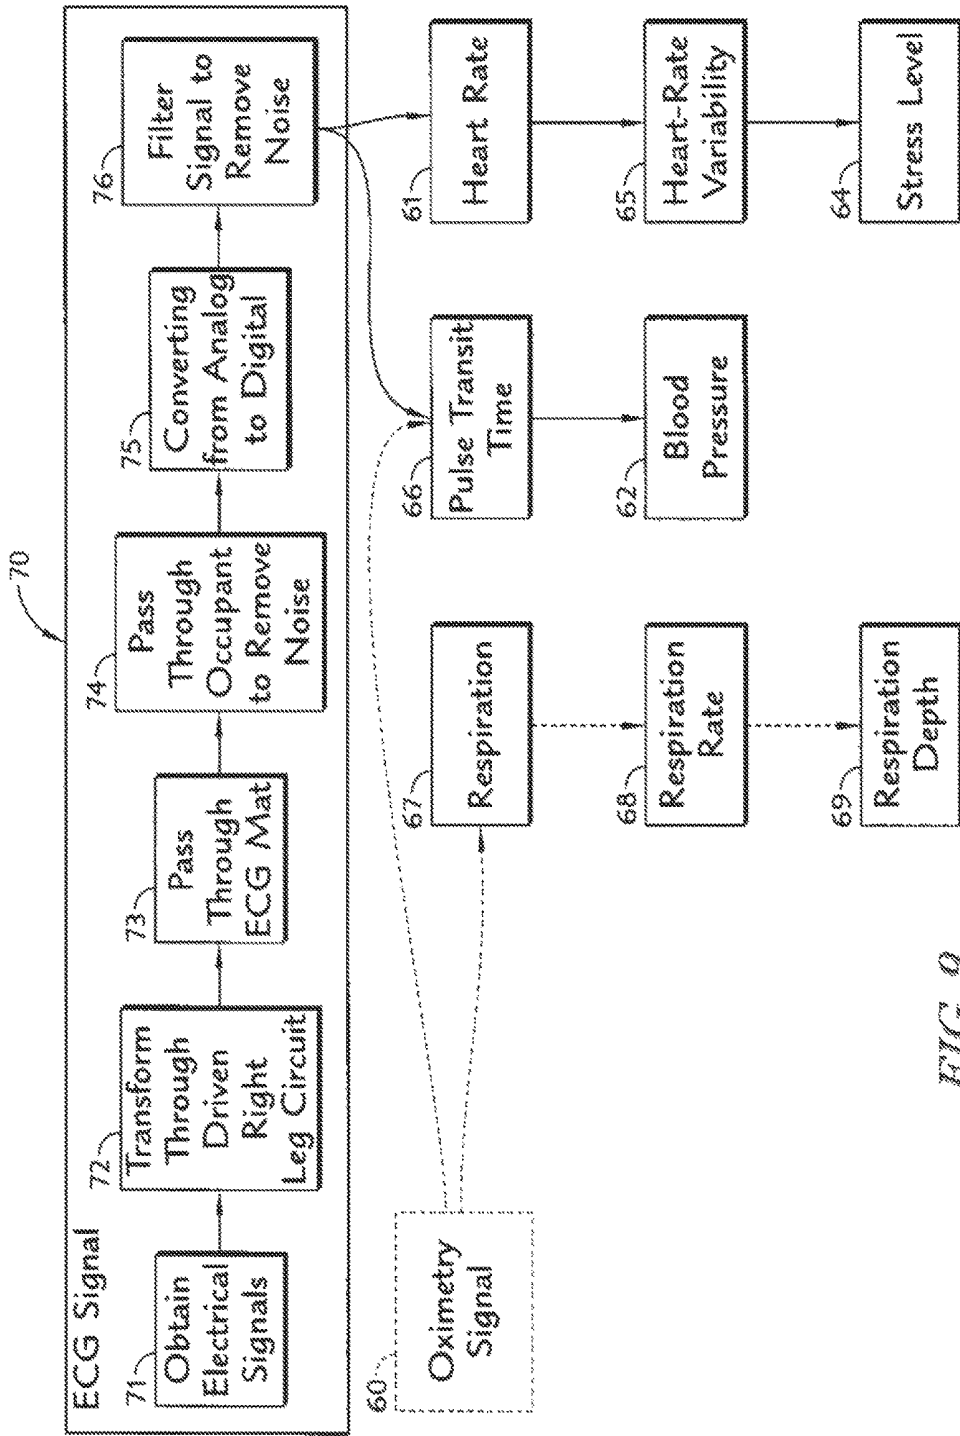 70
ECG Signal
71
Obtain
Electrical
Signals
72
Transform
Through
Driven
Right
Leg Circuit
73
Pass
Through
ECG Mat
74
Pass
Through
Occupant
to Remove
Noise
75
Converting
from Analog
to Digital
76
Filter
Signal to
Remove
Noise
60
Oximetry
Signal
67
Respiration
66
Pulse Transit
Time
61
Heart Rate
68
Respiration
Rate
62
Blood
Pressure
65
Heart-Rate
Variability
69
Respiration
Depth
64
Stress Level
FIG. 9